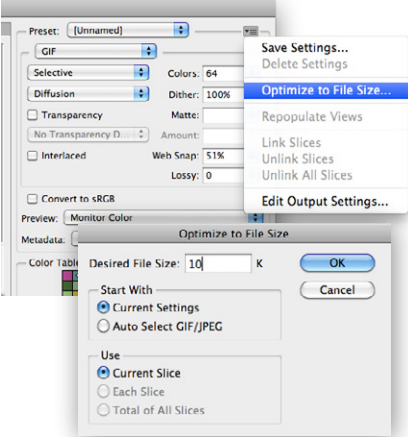 Preset: [Unnamed]
GIF
Selective
Colors: 64
Diffusion
Dither: 100%
Transparency
Matte:
No Transparency D...
Amount:
Interlaced
Web Snap: 51%
Lossy: 0
Convert to sRGB
Preview: Monitor Color
Metadata:
Color Table
Save Settings...
Delete Settings
Optimize to File Size...
Repopulate Views
Link Slices
Unlink Slices
Unlink All Slices
Edit Output Settings...
Optimize to File Size
Desired File Size: 10 K
OK
Cancel
Start With
Current Settings
Auto Select GIF/JPEG
Use
Current Slice
Each Slice
Total of All Slices